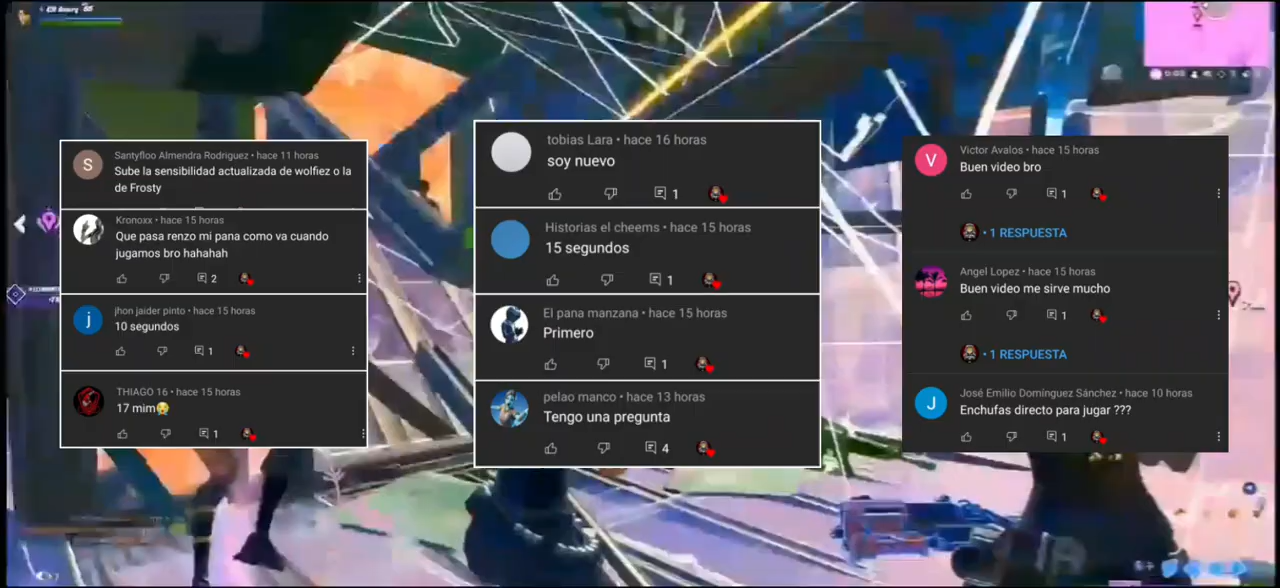 Santyfloo Almendra Rodriguez • hace 11 horas
Sube la sensibilidad actualizada de wolfiez o la
de Frosty
Kronoxx • hace 15 horas
Que pasa renzo mi pana como va cuando
jugamos bro hahahah
2
jhon jaider pinto • hace 15 horas
10 segundos
1
THIAGO 16 • hace 15 horas
17 mim😭
1
tobias Lara • hace 16 horas
soy nuevo
1
Historias el cheems • hace 15 horas
15 segundos
1
El pana manzana • hace 15 horas
Primero
1
pelao manco • hace 13 horas
Tengo una pregunta
4
Victor Avalos • hace 15 horas
Buen video bro
1
• 1 RESPUESTA
Angel Lopez • hace 15 horas
Buen video me sirve mucho
1
• 1 RESPUESTA
José Emilio Domínguez Sánchez • hace 10 horas
Enchufas directo para jugar ???
1
S
j
V
J